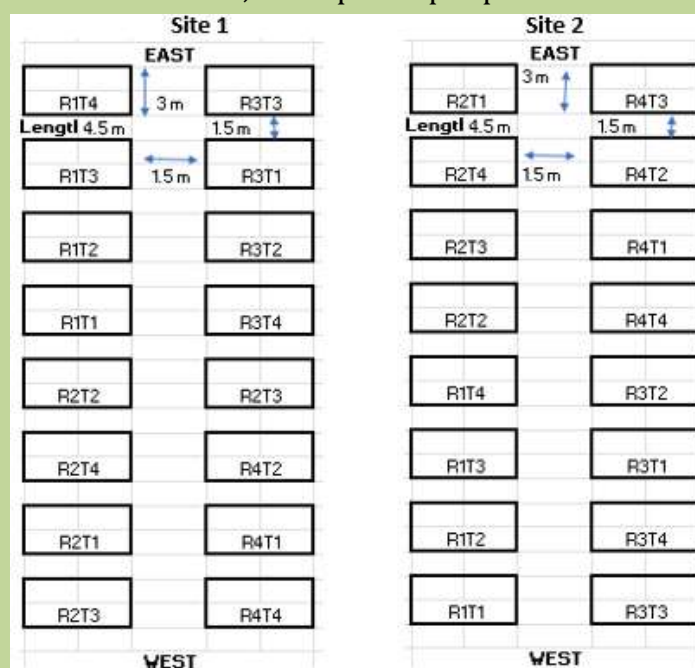 Site 1
EAST
R1T4 3 m R3T3
Lengtl 4.5 m 1.5 m
R1T3 1.5 m R3T1
R1T2 R3T2
R1T1 R3T4
R2T2 R2T3
R2T4 R4T2
R2T1 R4T1
R2T3 R4T4
WEST
Site 2
EAST
R2T1 3 m R4T3
Lengtl 4.5 m 1.5 m
R2T4 1.5 m R4T2
R2T3 R4T1
R2T2 R4T4
R1T4 R3T2
R1T3 R3T1
R1T2 R3T4
R1T1 R3T3
WEST